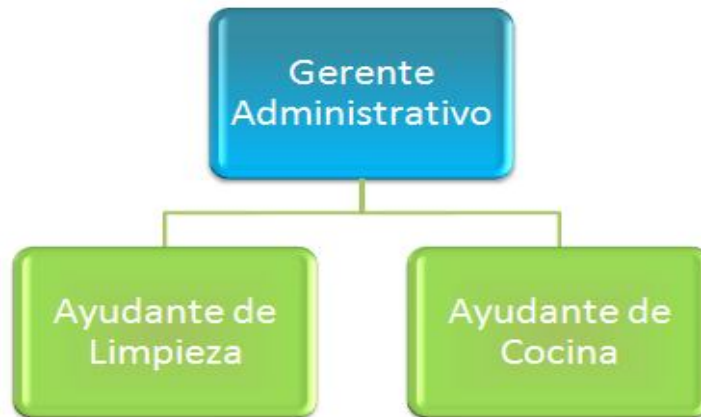 Gerente
Administrativo
Ayudante de
Limpieza
Ayudante de
Cocina